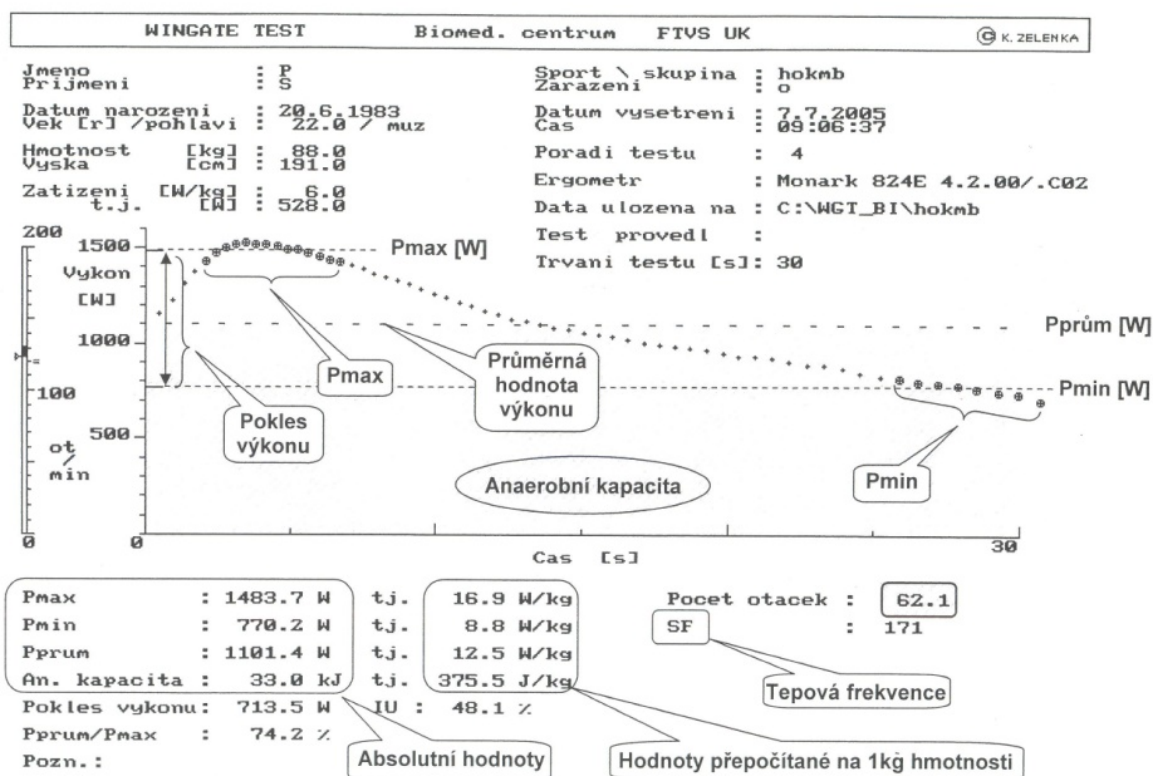 WINGATE TEST Biomed. centrum FTVS UK © K. ZELENKA
Jmeno : P
Prijmeni : S
Datum narozeni : 20.6.1983
Vek [r] /pohlavi : 22.0 / muz
Hmotnost [kg] : 88.0
Vyska [cm] : 191.0
Zatizeni [W/kg] : 6.0
t.j. [W] : 528.0
Sport \ skupina : hokmb
Zarazeni : o
Datum vysetreni : 7.7.2005
Cas : 09:06:37
Poradi testu : 4
Ergometr : Monark 824E 4.2.00/.C02
Data ulozena na : C:\WGT_BI\hokmb
Test provedl :
Trvani testu [s]: 30
200
1500
Pmax [W]
Vykon
[W]
1000
Pprům [W]
Pmax
Průměrná
hodnota
výkonu
Pmin [W]
100
Pokles
výkonu
500
ot
/
min
Anaerobní kapacita
Pmin
0
0
30
Cas [s]
Pmax : 1483.7 W tj. 16.9 W/kg
Pmin : 770.2 W tj. 8.8 W/kg
Pprum : 1101.4 W tj. 12.5 W/kg
An. kapacita : 33.0 kJ tj. 375.5 J/kg
Pokles vykonu: 713.5 W IU : 48.1 %
Pprum/Pmax : 74.2 %
Pozn.:
Pocet otacek : 62.1
SF : 171
Tepová frekvence
Absolutní hodnoty
Hodnoty přepočítané na 1kg hmotnosti